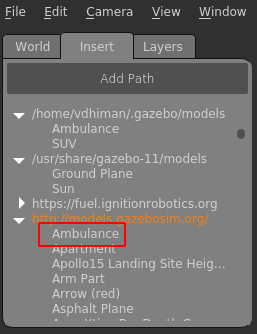 File Edit Camera View Window
World Insert Layers
Add Path
/home/vdhiman/.gazebo/models
Ambulance
SUV
/usr/share/gazebo-11/models
Ground Plane
Sun
https://fuel.ignitionrobotics.org
http://models.gazebosim.org/
Ambulance
Apartment
Apollo15 Landing Site Heig...
Arm Part
Arrow (red)
Asphalt Plane